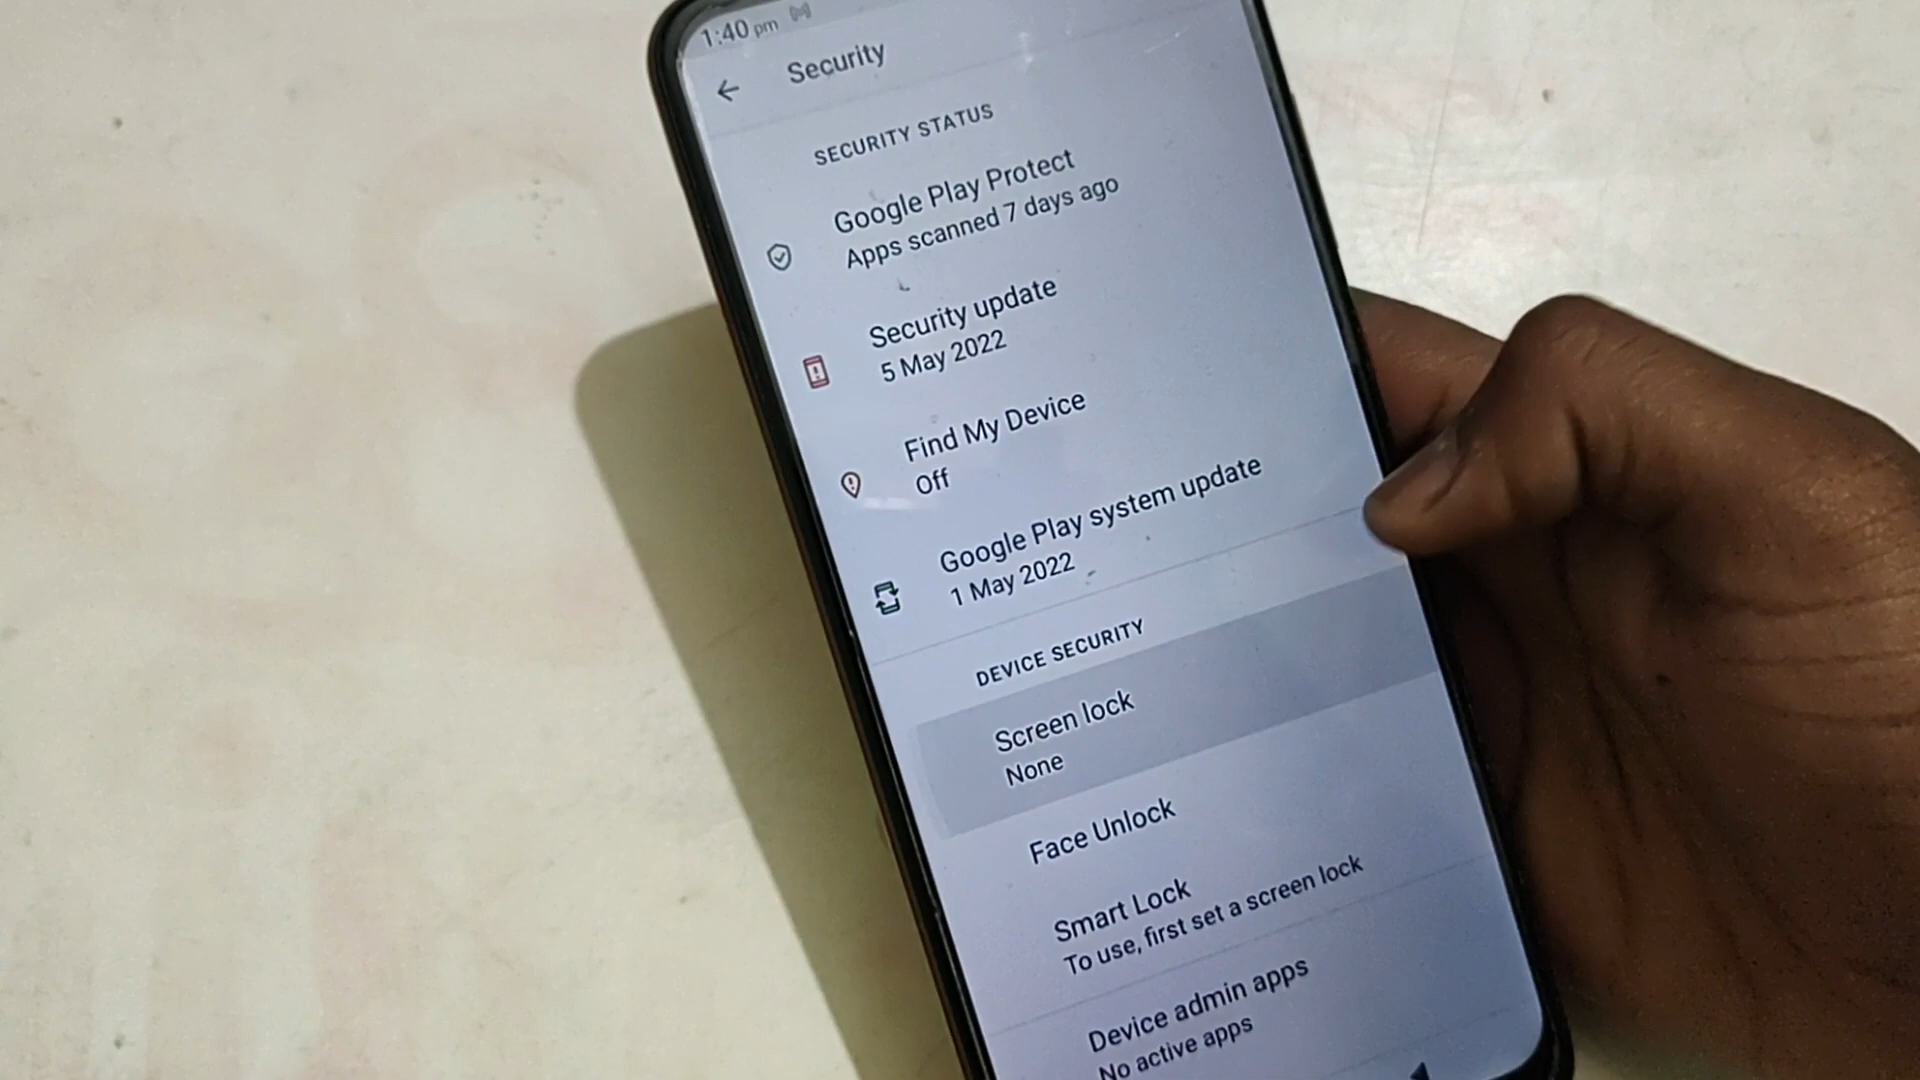 1:40 pm
Security
SECURITY STATUS
Google Play Protect
Apps scanned 7 days ago
Security update
5 May 2022
Find My Device
Off
Google Play system update
1 May 2022
DEVICE SECURITY
Screen lock
None
Face Unlock
Smart Lock
To use, first set a screen lock
Device admin apps
No active apps